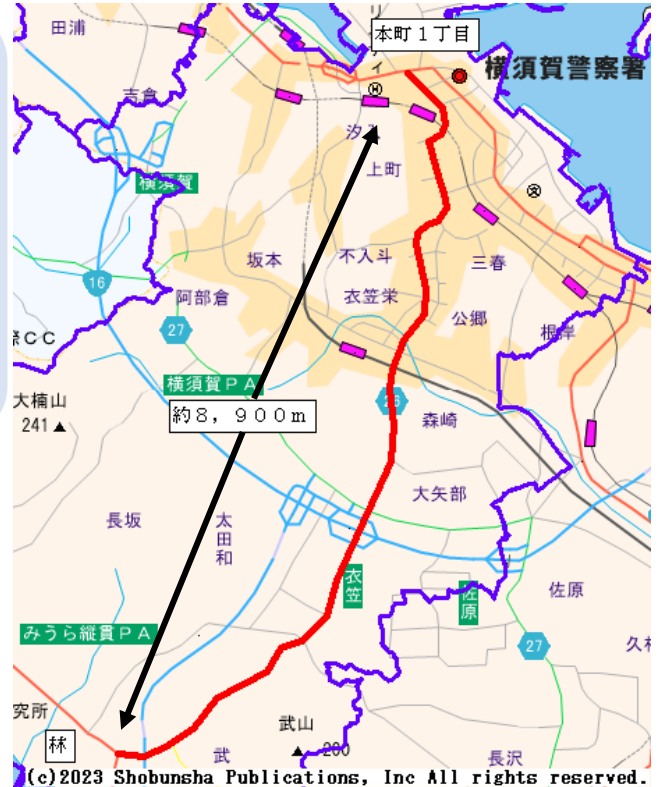 田浦
本町１丁目
横須賀警察署
吉倉
汐入
上町
横須賀
坂本
不入斗
三春
16
衣笠栄
阿部倉
公郷
27
根岸
横須賀ＰＡ
大楠山
241
26
約８，９００ｍ
森崎
大矢部
長坂
太田和
衣笠
佐原
佐原
みうら縦貫ＰＡ
27
究所
林
武山
200
武
長沢
(c)2023 Shobunsha Publications, Inc All rights reserved.